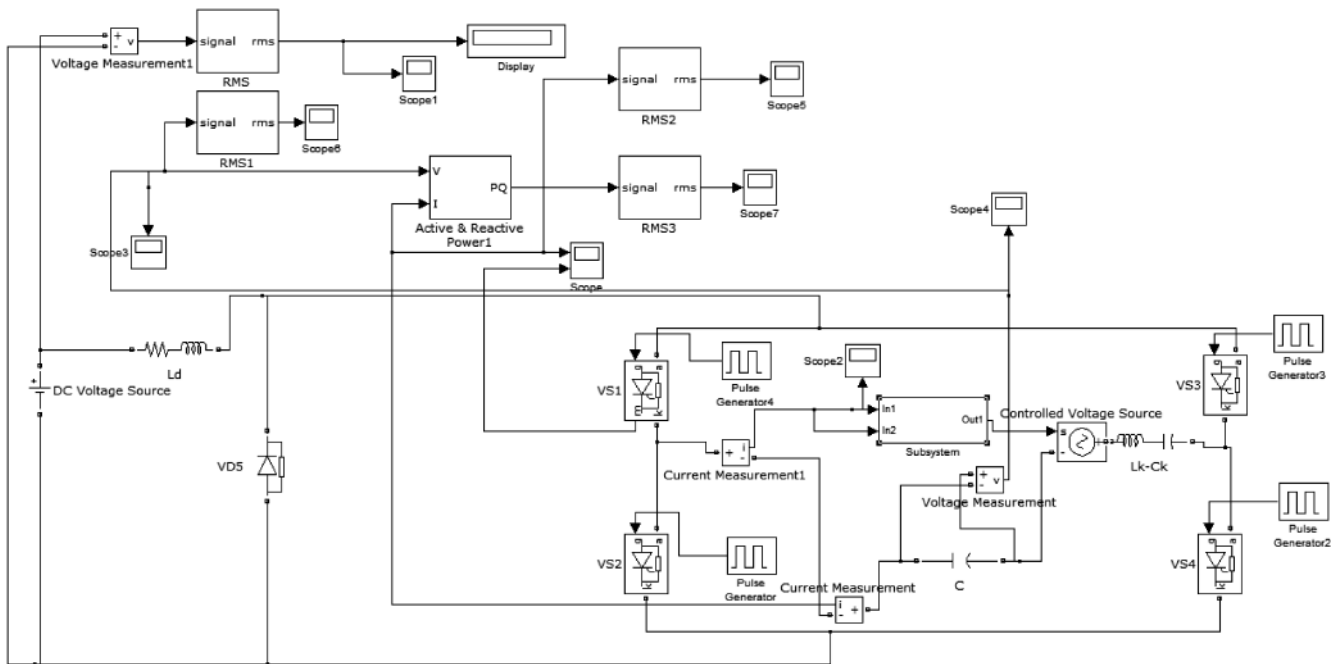 +
-
v
Voltage Measurement1
signal rms
RMS
Scope1
Display
signal rms
RMS2
Scope5
signal rms
RMS1
Scope6
V
I
PQ
Active & Reactive
Power1
signal rms
RMS3
Scope7
Scope3
Scope
Scope4
Ld
+
DC Voltage Source
VD5
g a
m k
VS1
Pulse
Generator4
Scope2
In1
In2
Out1
Subsystem
Controlled Voltage Source
s
-
+
Lk-Ck
g a
k
VS3
Pulse
Generator3
+ i
-
Current Measurement1
+
-
v
Voltage Measurement
g a
k
VS2
Pulse
Generator
Current Measurement
i
- +
C
g a
k
VS4
Pulse
Generator2